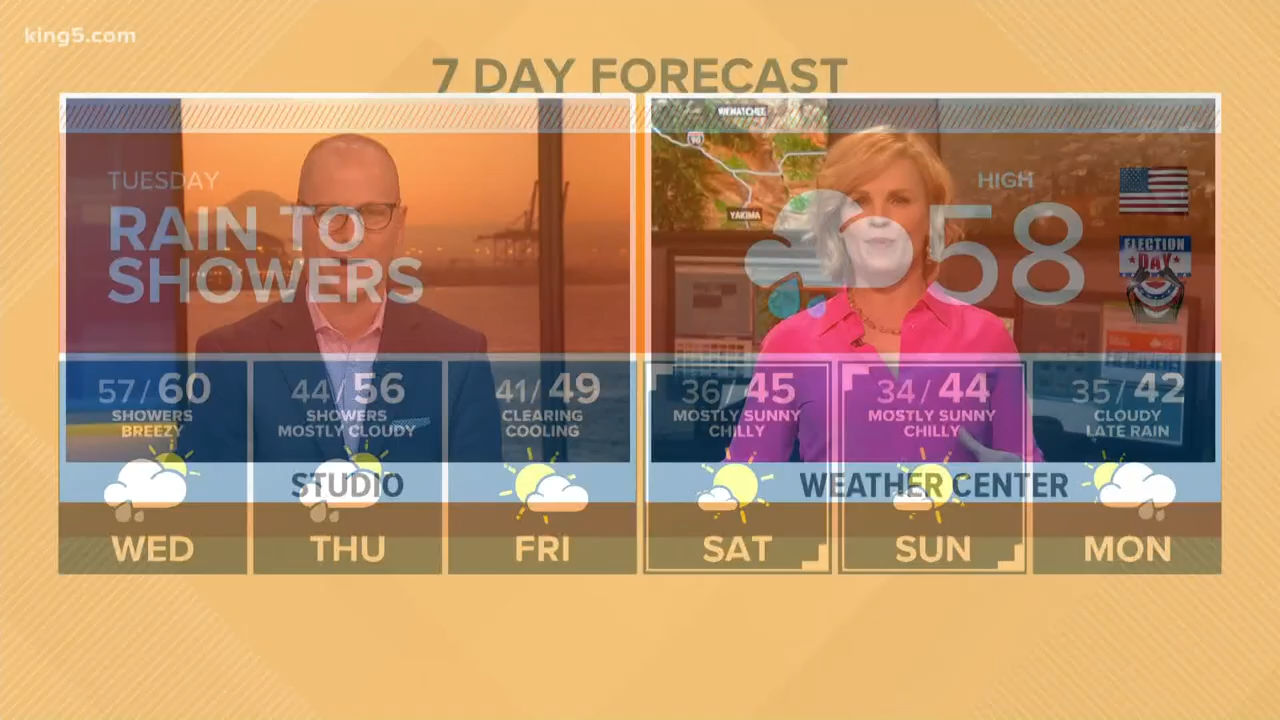 king5.com
7 DAY FORECAST
WENATCHEE
90
YAKIMA
TUESDAY
RAIN TO
SHOWERS
HIGH
58
ELECTION
DAY
57/60
SHOWERS
BREEZY
44/56
SHOWERS
MOSTLY CLOUDY
41/49
CLEARING
COOLING
36/45
MOSTLY SUNNY
CHILLY
34/44
MOSTLY SUNNY
CHILLY
35/42
CLOUDY
LATE RAIN
STUDIO
WEATHER CENTER
WED
THU
FRI
SAT
SUN
MON